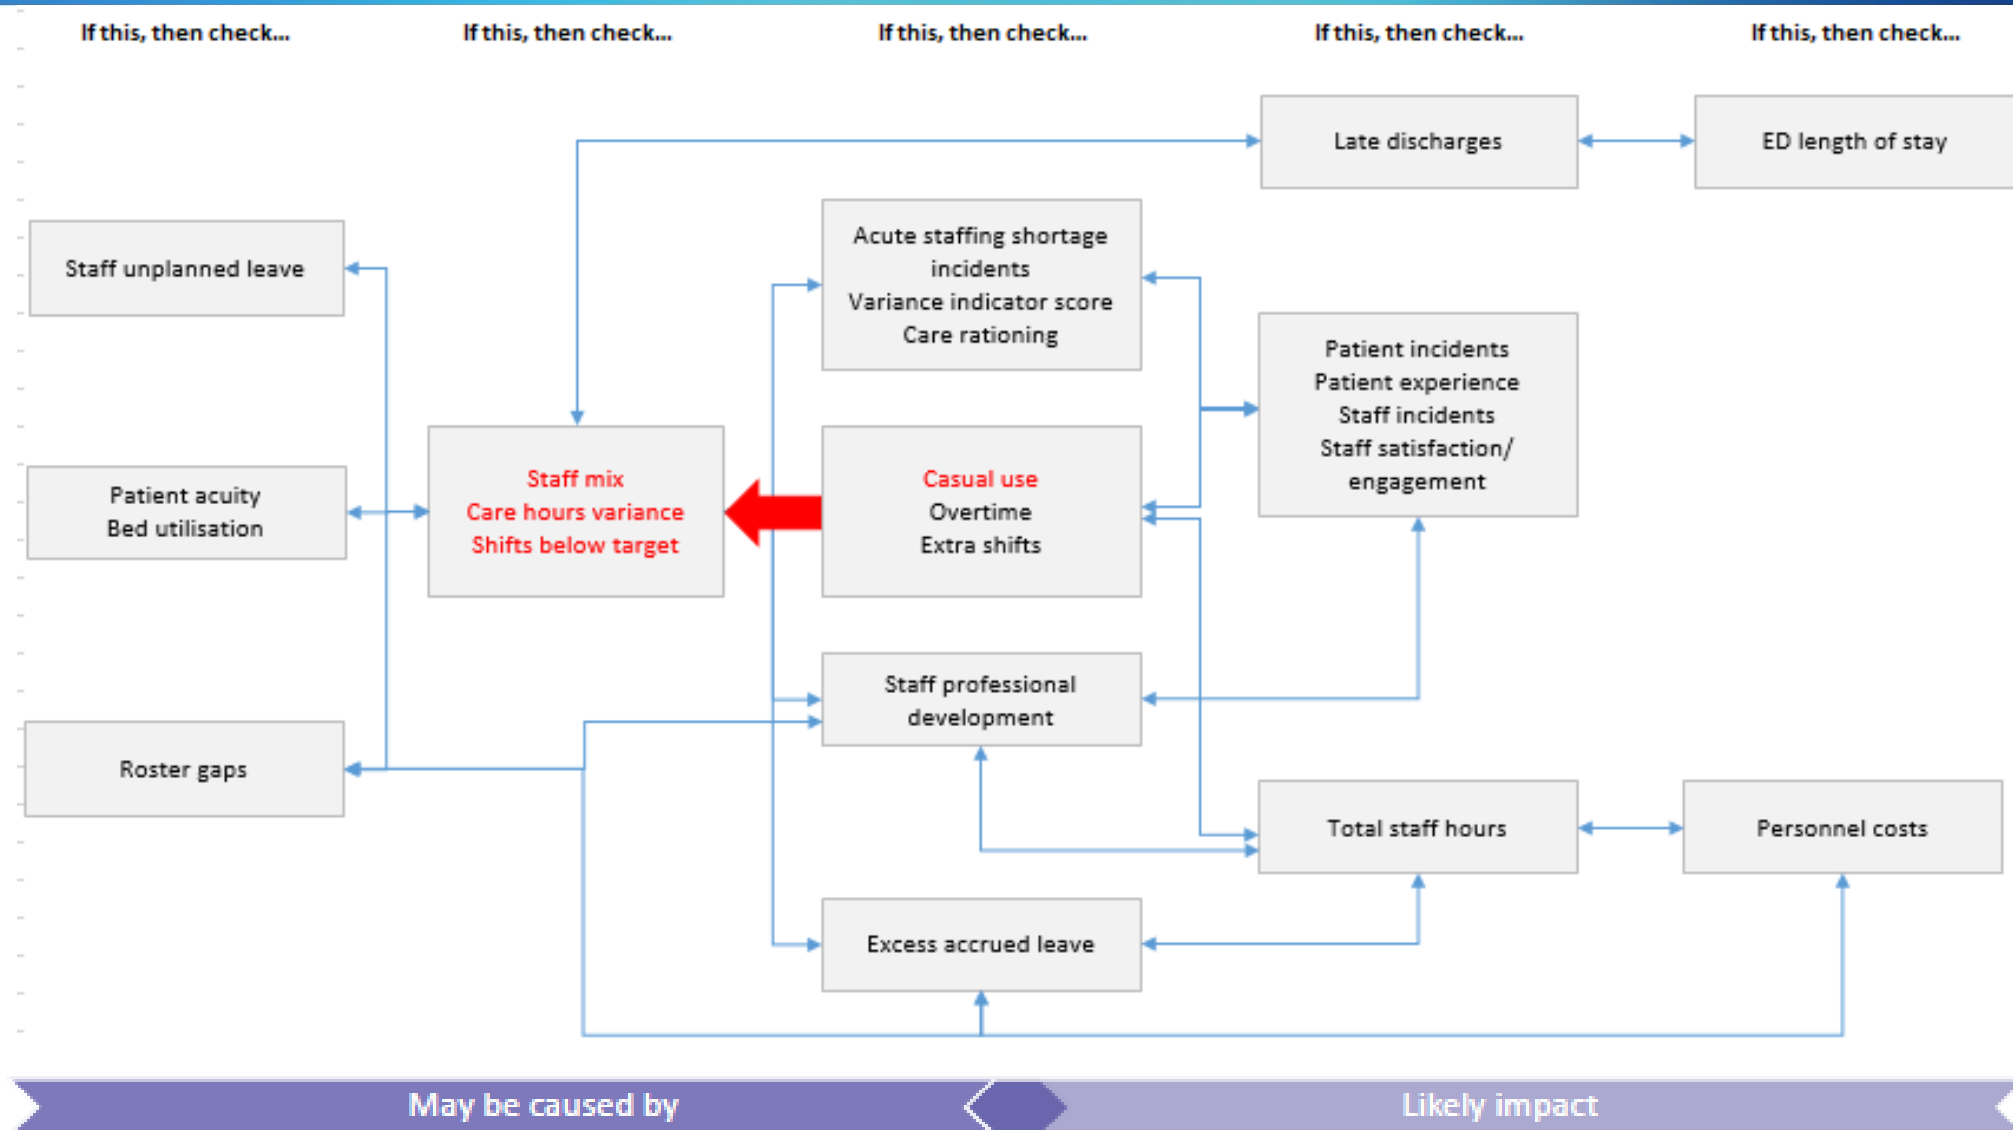 If this, then check...
If this, then check...
If this, then check...
If this, then check...
If this, then check...
Late discharges
ED length of stay
Staff unplanned leave
Acute staffing shortage
incidents
Variance indicator score
Care rationing
Patient incidents
Patient experience
Staff incidents
Staff satisfaction/
engagement
Patient acuity
Bed utilisation
Staff mix
Care hours variance
Shifts below target
Casual use
Overtime
Extra shifts
Staff professional
development
Roster gaps
Total staff hours
Personnel costs
Excess accrued leave
May be caused by
Likely impact